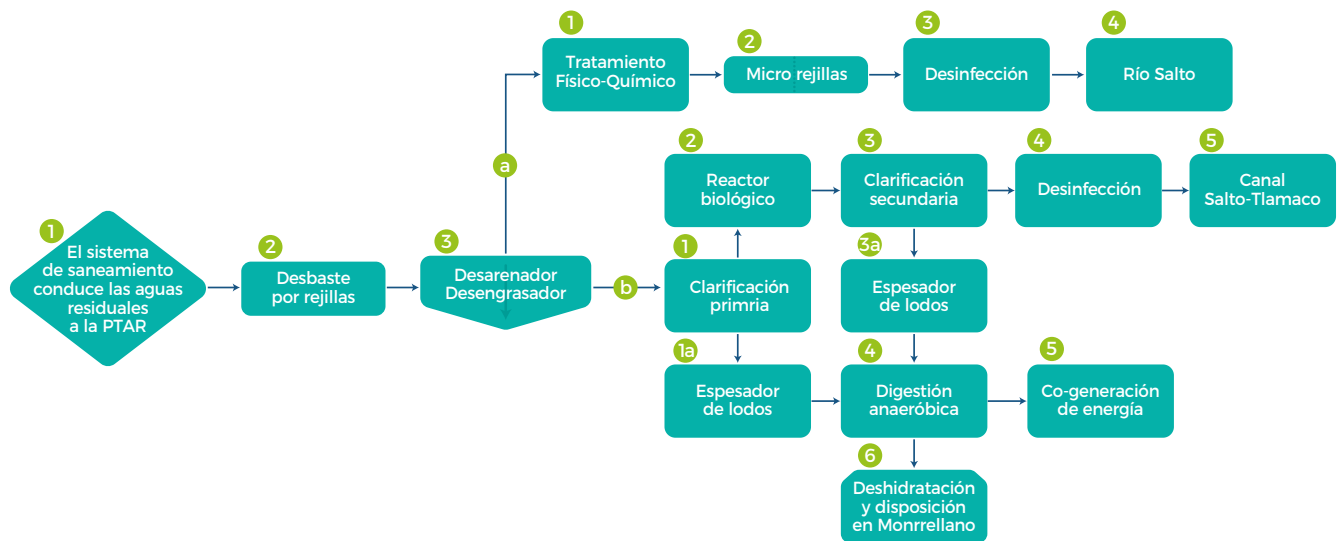 1
El sistema
de saneamiento
conduce las aguas
residuales
a la PTAR
2
Desbaste
por rejillas
3
Desarenador
Desengrasador
a
1
Tratamiento
Físico-Químico
2
Micro rejillas
3
Desinfección
4
Río Salto
b
1
Clarificación
primria
2
Reactor
biológico
3
Clarificación
secundaria
4
Desinfección
5
Canal
Salto-Tlamaco
3a
Espesador
de lodos
1a
Espesador
de lodos
4
Digestión
anaeróbica
5
Co-generación
de energía
6
Deshidratación
y disposición
en Monrrellano